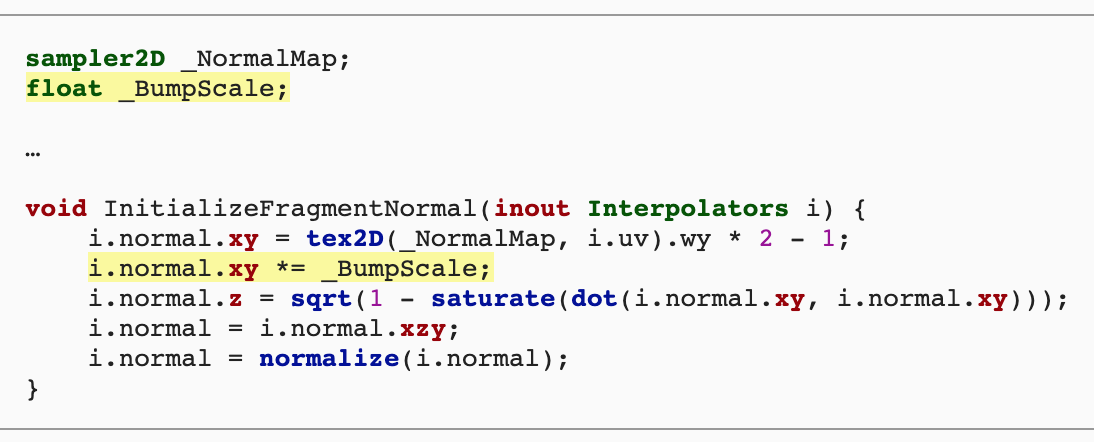 sampler2D _NormalMap;
float _BumpScale;
…
void InitializeFragmentNormal(inout Interpolators i) {
    i.normal.xy = tex2D(_NormalMap, i.uv).wy * 2 - 1;
    i.normal.xy *= _BumpScale;
    i.normal.z = sqrt(1 - saturate(dot(i.normal.xy, i.normal.xy)));
    i.normal = i.normal.xzy;
    i.normal = normalize(i.normal);
}